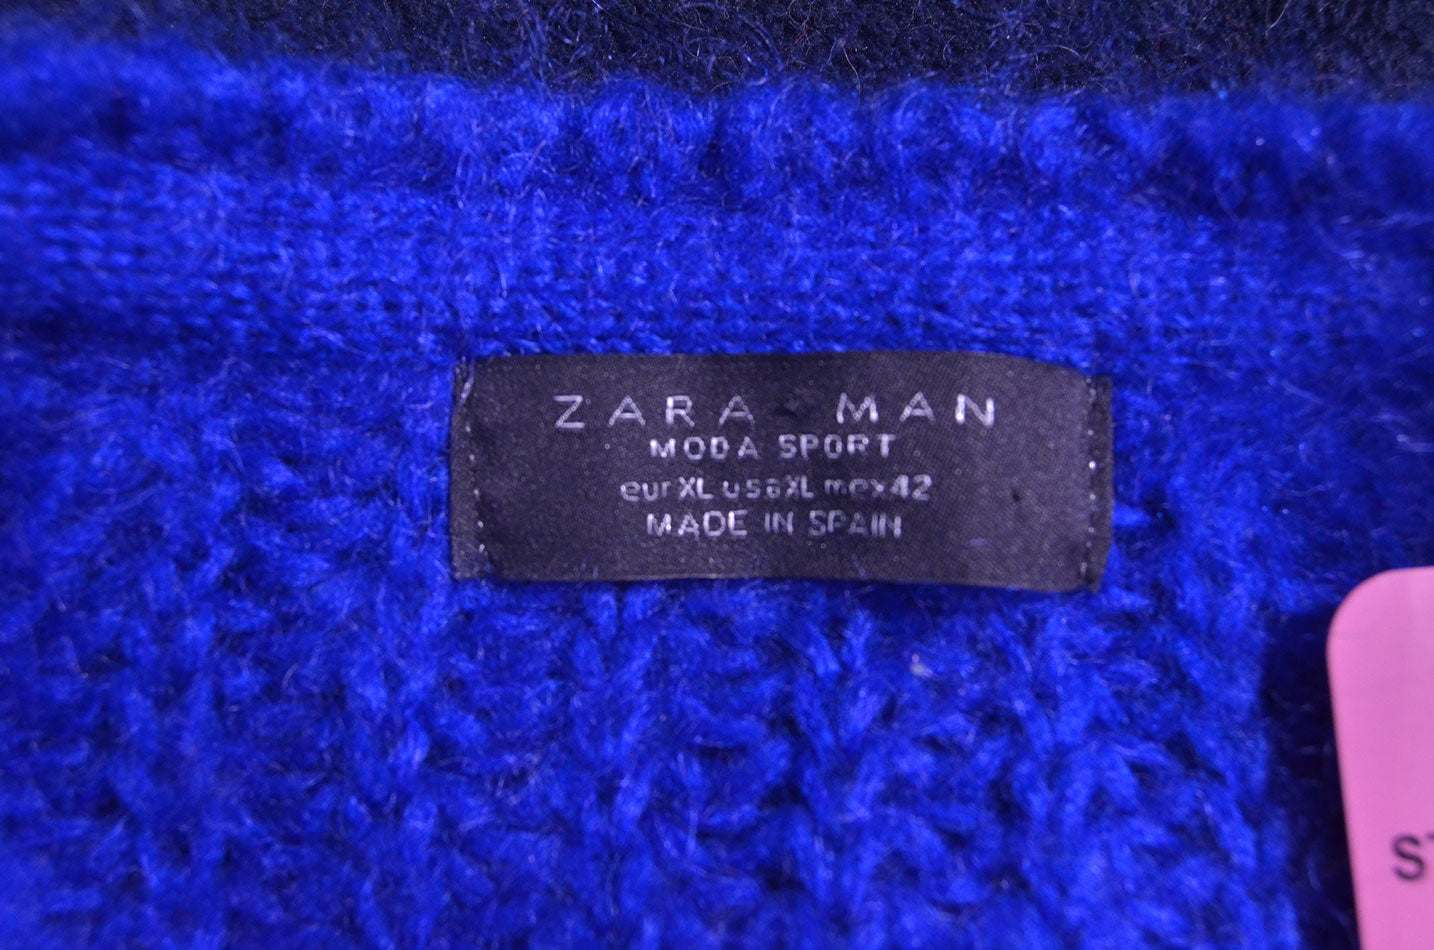 ZARA MAN
MODA SPORT
eur XL usa XL mex 42
MADE IN SPAIN